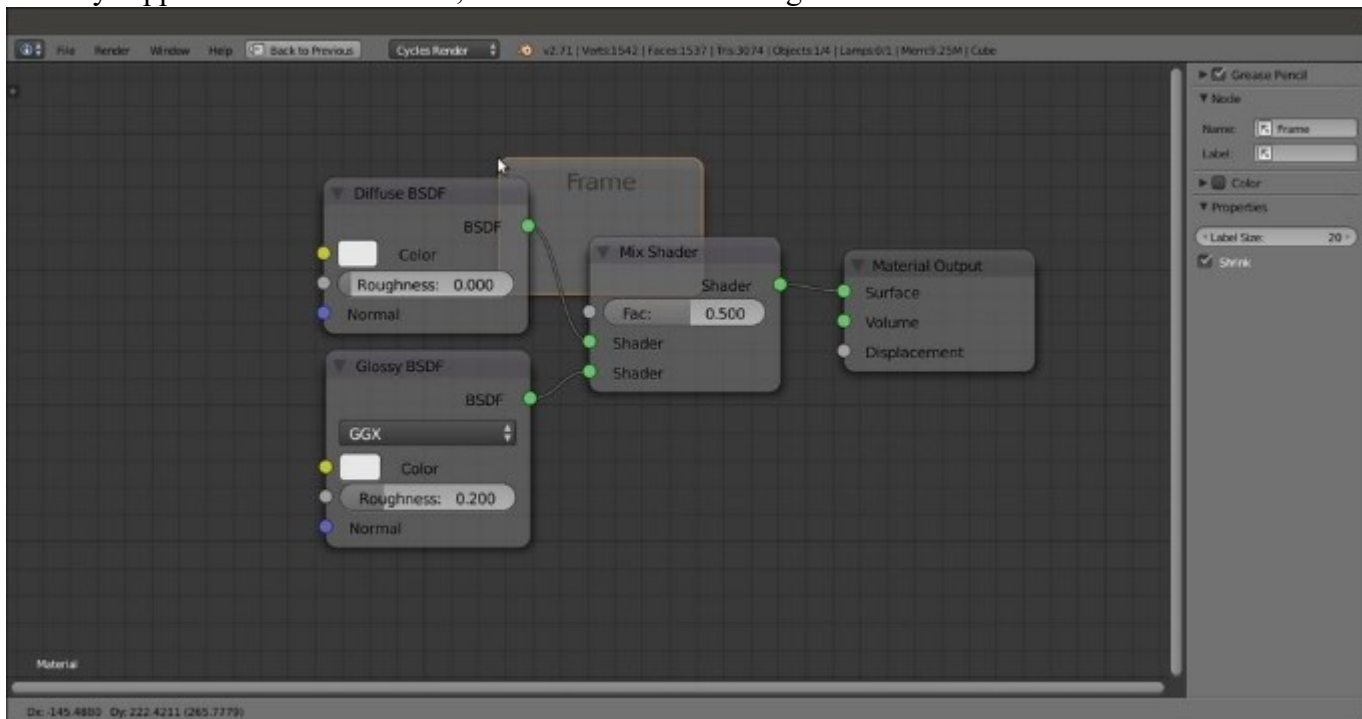 File Render Window Help Back to Previous Cycles Render v2.71 | Verts:1542 | Faces:1537 | Tris:3074 | Objects:1/4 | Lamps:0/1 | Mem:9.25M | Cube
Grease Pencil
Node
Name: Frame
Label:
Color
Properties
Label Size: 20
Shrink
Frame
Diffuse BSDF
BSDF
Color
Roughness: 0.000
Normal
Glossy BSDF
BSDF
GGX
Color
Roughness: 0.200
Normal
Mix Shader
Shader
Fac: 0.500
Shader
Shader
Material Output
Surface
Volume
Displacement
Material
Dx: -145.4880 Dy: 222.4211 (265.7779)